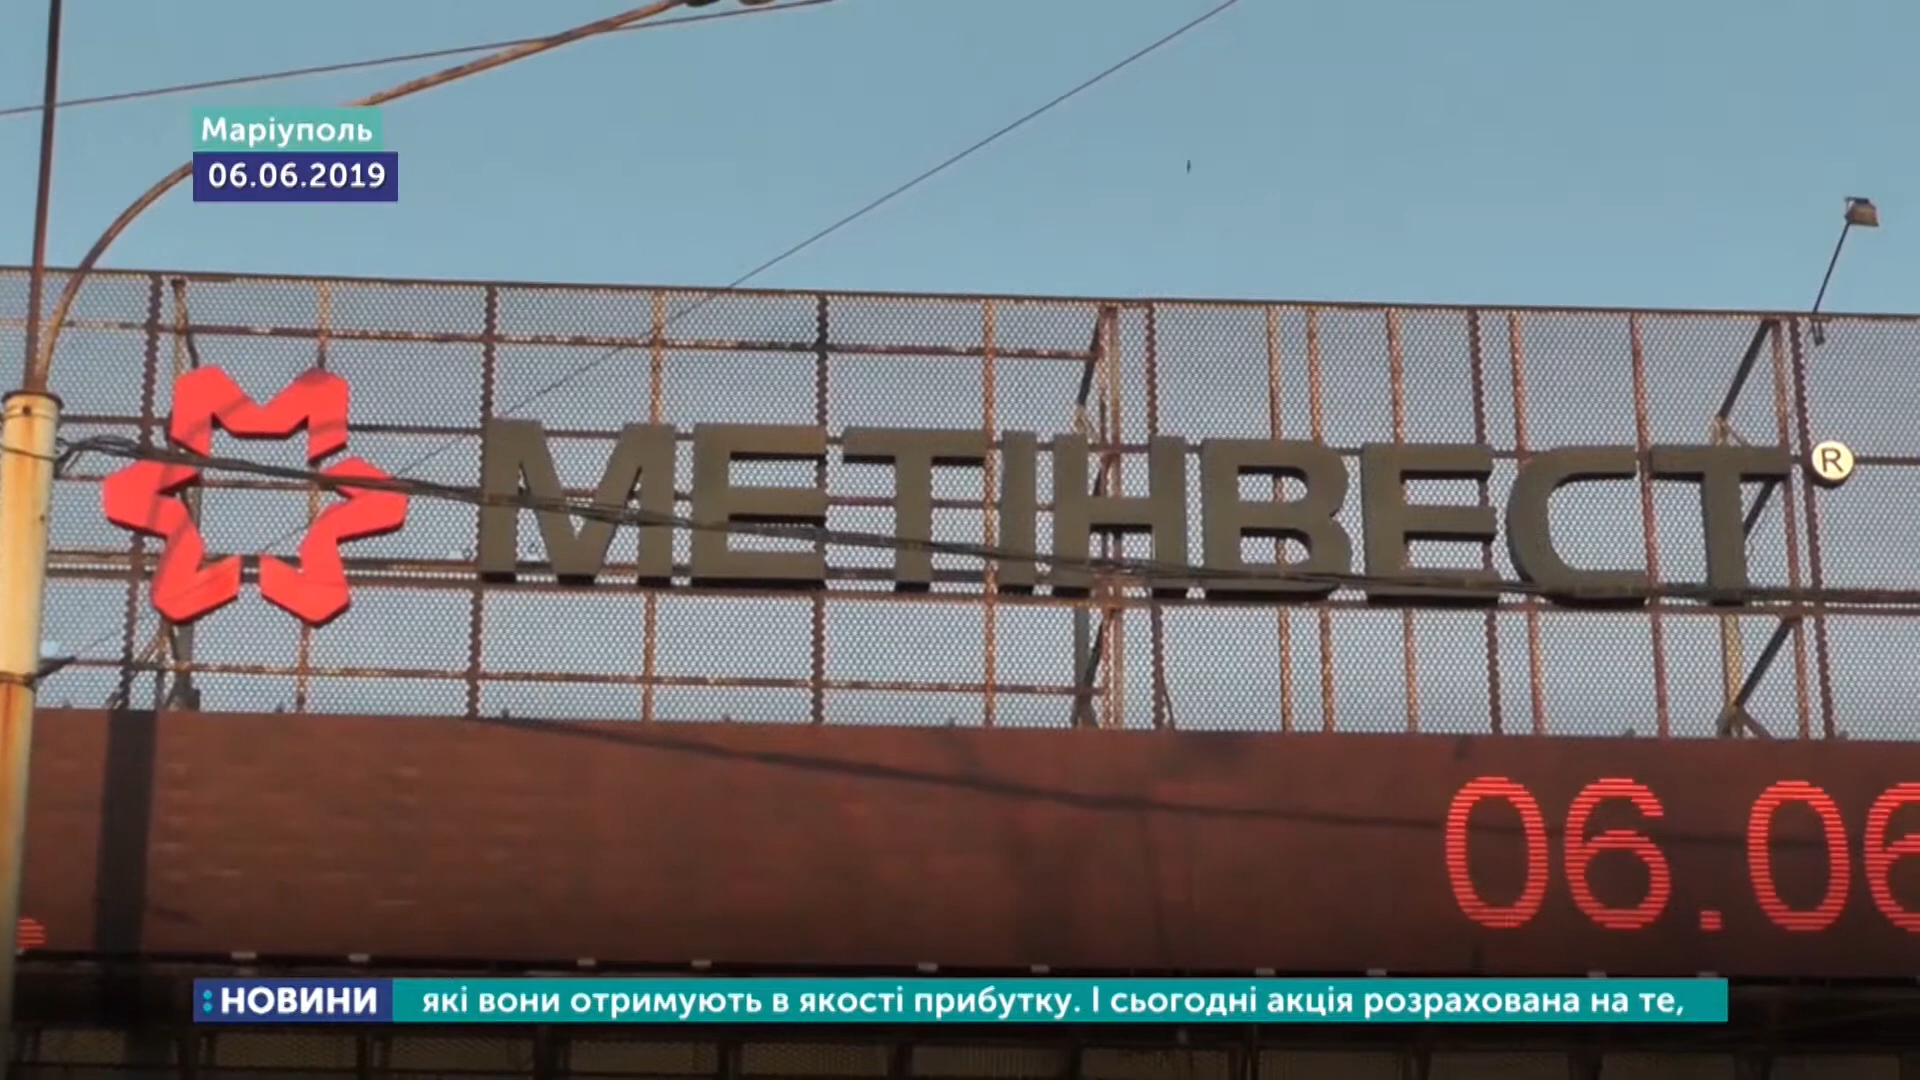 Маріуполь
06.06.2019
МЕТІНВЕСТ ®
06.06
НОВИНИ які вони отримують в якості прибутку. І сьогодні акція розрахована на те,